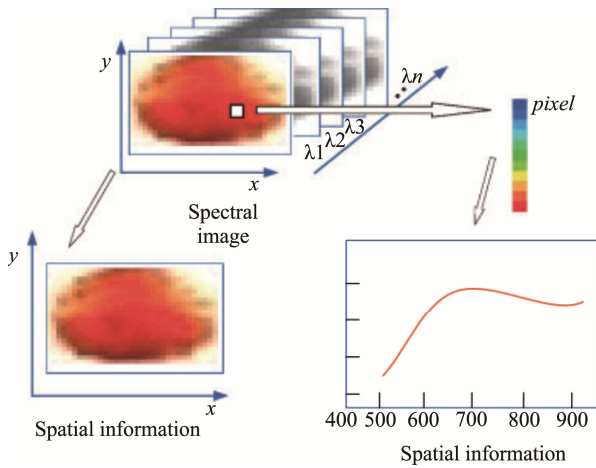 y
λn
pixel
λ3
λ2
λ1
x
Spectral
image
y
x
Spatial information
400 500 600 700 800 900
Spatial information